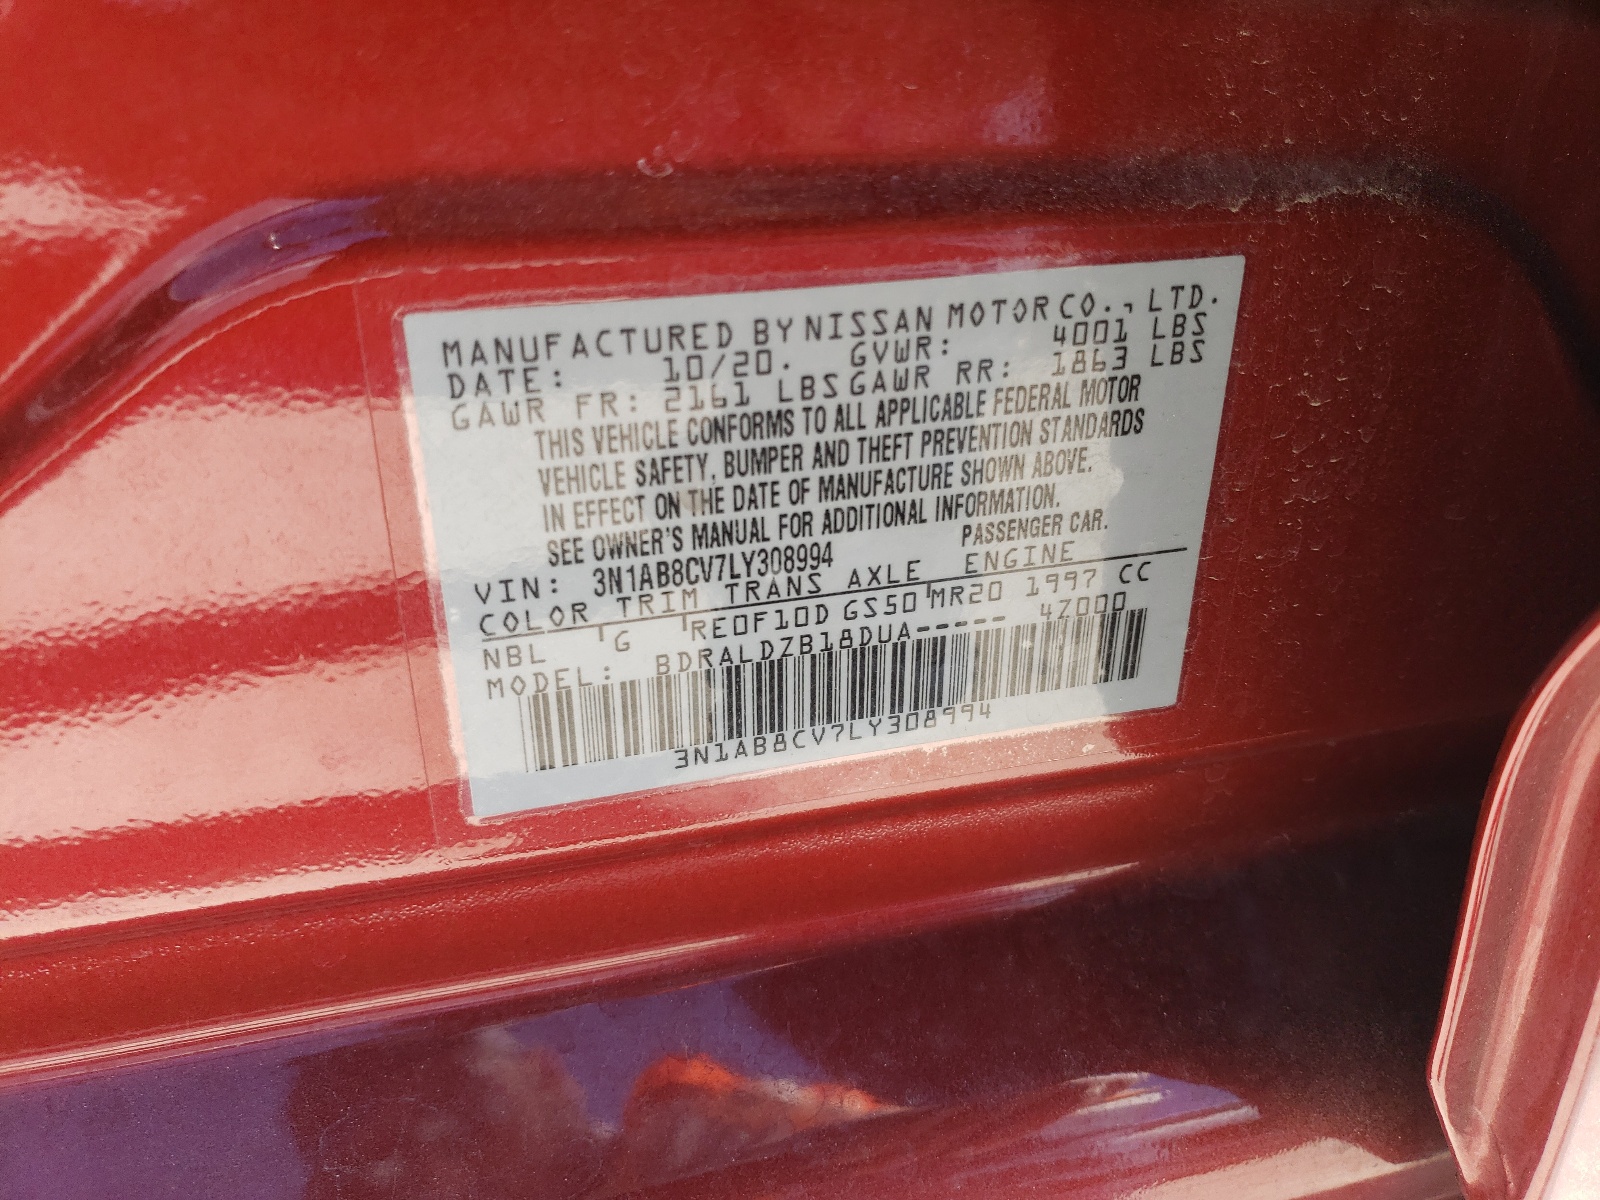 MANUFACTURED BY NISSAN MOTOR CO., LTD.
DATE: 10/20. GVWR: 4001 LBS
GAWR FR: 2161 LBS GAWR RR: 1863 LBS
THIS VEHICLE CONFORMS TO ALL APPLICABLE FEDERAL MOTOR
VEHICLE SAFETY, BUMPER AND THEFT PREVENTION STANDARDS
IN EFFECT ON THE DATE OF MANUFACTURE SHOWN ABOVE.
SEE OWNER'S MANUAL FOR ADDITIONAL INFORMATION.
VIN: 3N1AB8CV7LY308994 PASSENGER CAR.
COLOR TRIM TRANS AXLE ENGINE
NBL G RE0F10D GS50 MR20 1997 CC
MODEL: BDRALDZB18DUA----- 4Z000
3N1AB8CV7LY308994